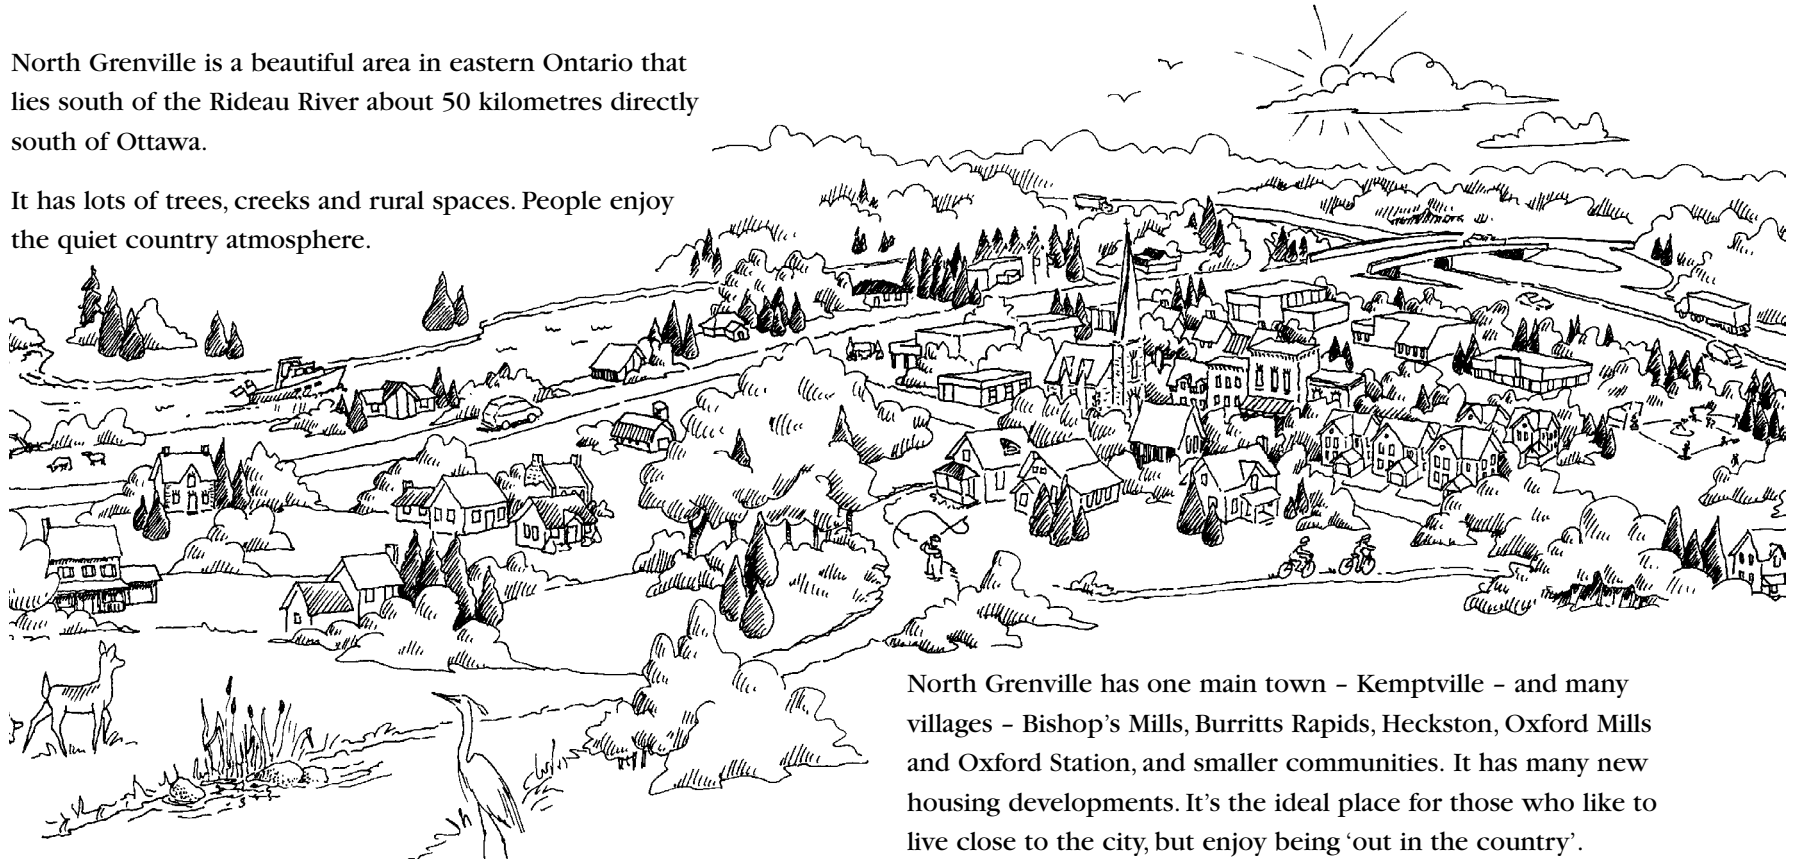 North Grenville is a beautiful area in eastern Ontario that
lies south of the Rideau River about 50 kilometres directly
south of Ottawa.
It has lots of trees, creeks and rural spaces. People enjoy
the quiet country atmosphere.
North Grenville has one main town – Kemptville – and many
villages – Bishop’s Mills, Burritts Rapids, Heckston, Oxford Mills
and Oxford Station, and smaller communities. It has many new
housing developments. It’s the ideal place for those who like to
live close to the city, but enjoy being ‘out in the country’.